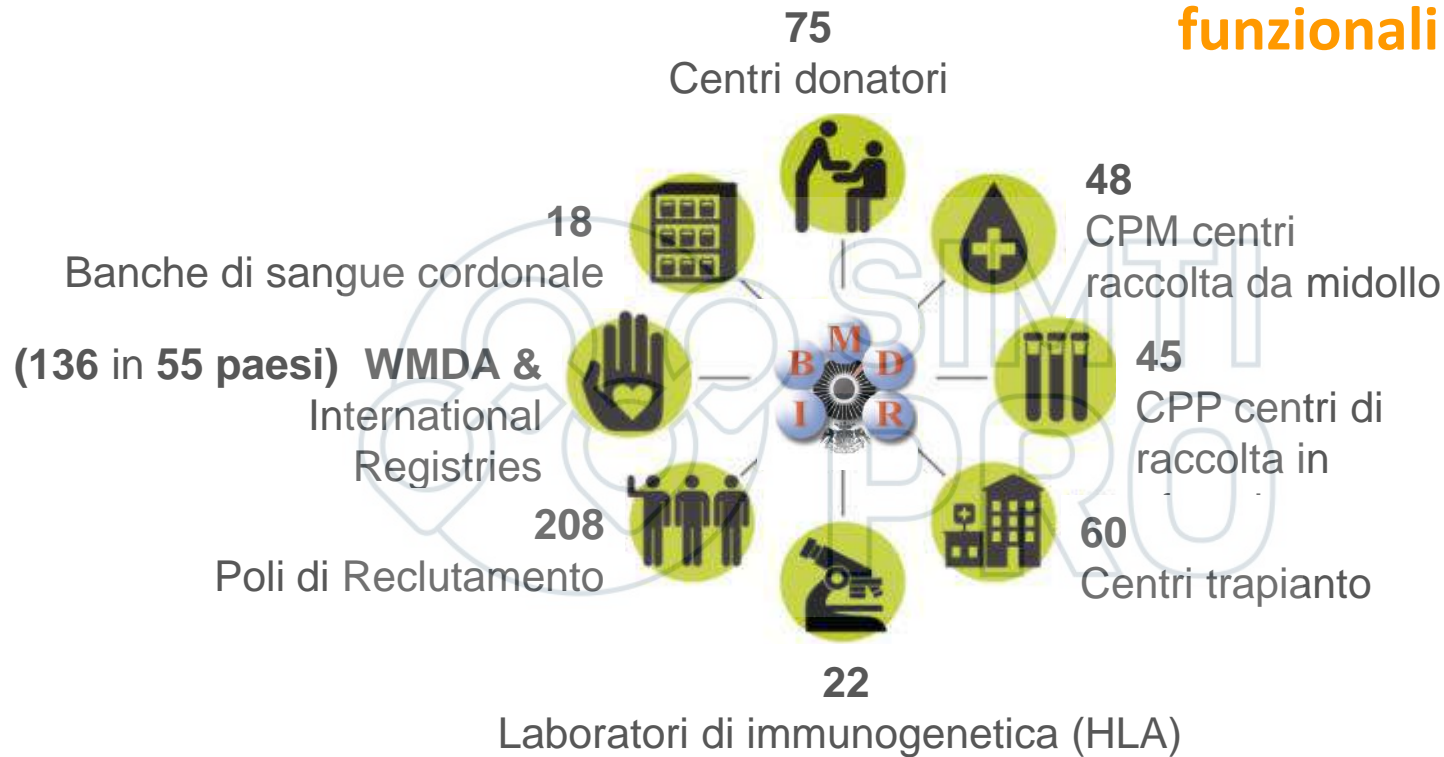 funzionali
75
Centri donatori
48
CPM centri
raccolta da midollo
18
Banche di sangue cordonale
(136 in 55 paesi) WMDA &
International
Registries
45
CPP centri di
raccolta in
208
Poli di Reclutamento
60
Centri trapianto
22
Laboratori di immunogenetica (HLA)
I B M D R
SIMTI
PRO